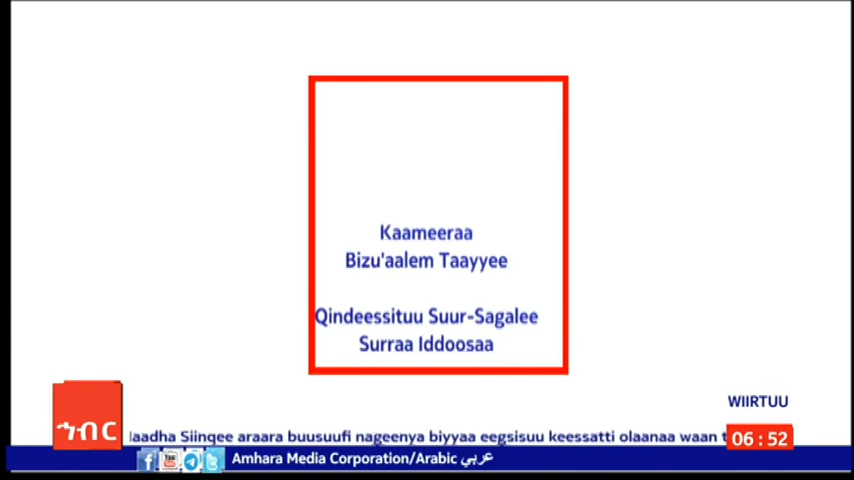 Kaameeraa
Bizu'aalem Taayyee
Qindeessituu Suur-Sagalee
Surraa Iddoosaa
WIIRTUU
ኅብር
laadha Siinqee araara buusuufi nageenya biyyaa eegsisuu keessatti olaanaa waan
06 : 52
Amhara Media Corporation/Arabic عربي